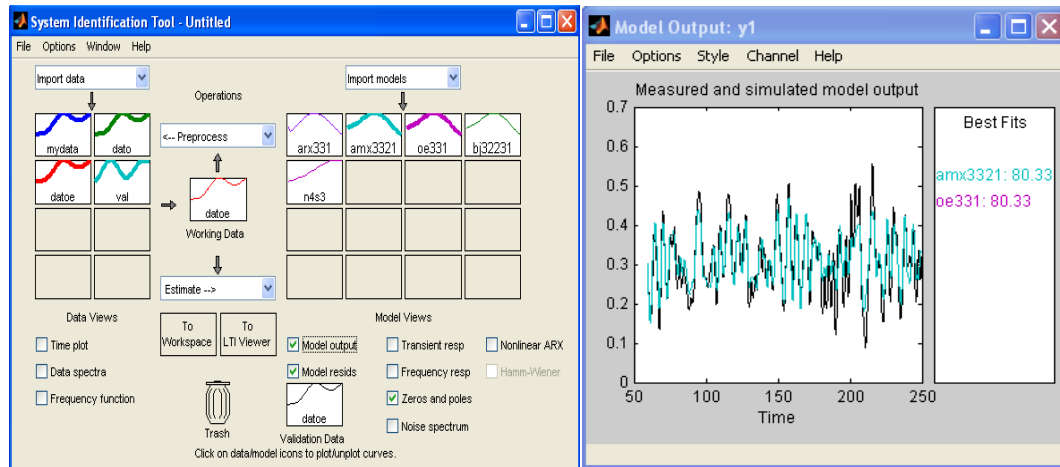 System Identification Tool - Untitled
File Options Window Help
Import data
Import models
Operations
mydata
dato
<-- Preprocess
arx331
amx3321
oe331
bj32231
datoe
val
datoe
n4s3
Working Data
Estimate -->
Data Views
To Workspace
To LTI Viewer
Model Views
Time plot
Model output
Transient resp
Nonlinear ARX
Data spectra
Model resids
Frequency resp
Hamm-Wiener
Frequency function
datoe
Zeros and poles
Trash
Validation Data
Noise spectrum
Click on data/model icons to plot/unplot curves.
Model Output: y1
File Options Style Channel Help
Measured and simulated model output
0.7
0.6
0.5
0.4
0.3
0.2
0.1
0
50 100 150 200 250
Time
Best Fits
amx3321: 80.33
oe331: 80.33